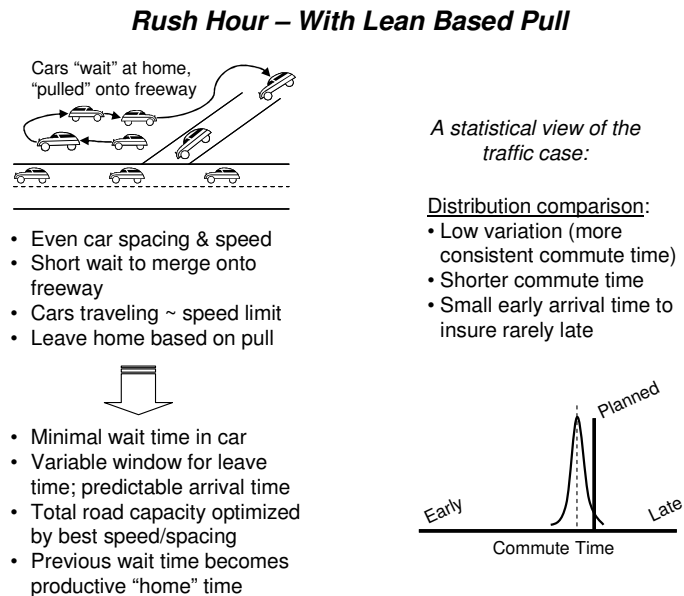 Rush Hour – With Lean Based Pull
Cars “wait” at home,
“pulled” onto freeway
• Even car spacing & speed
• Short wait to merge onto
freeway
• Cars traveling ~ speed limit
• Leave home based on pull
• Minimal wait time in car
• Variable window for leave
time; predictable arrival time
• Total road capacity optimized
by best speed/spacing
• Previous wait time becomes
productive “home” time
A statistical view of the
traffic case:
Distribution comparison:
• Low variation (more
consistent commute time)
• Shorter commute time
• Small early arrival time to
insure rarely late
Planned
Early
Late
Commute Time